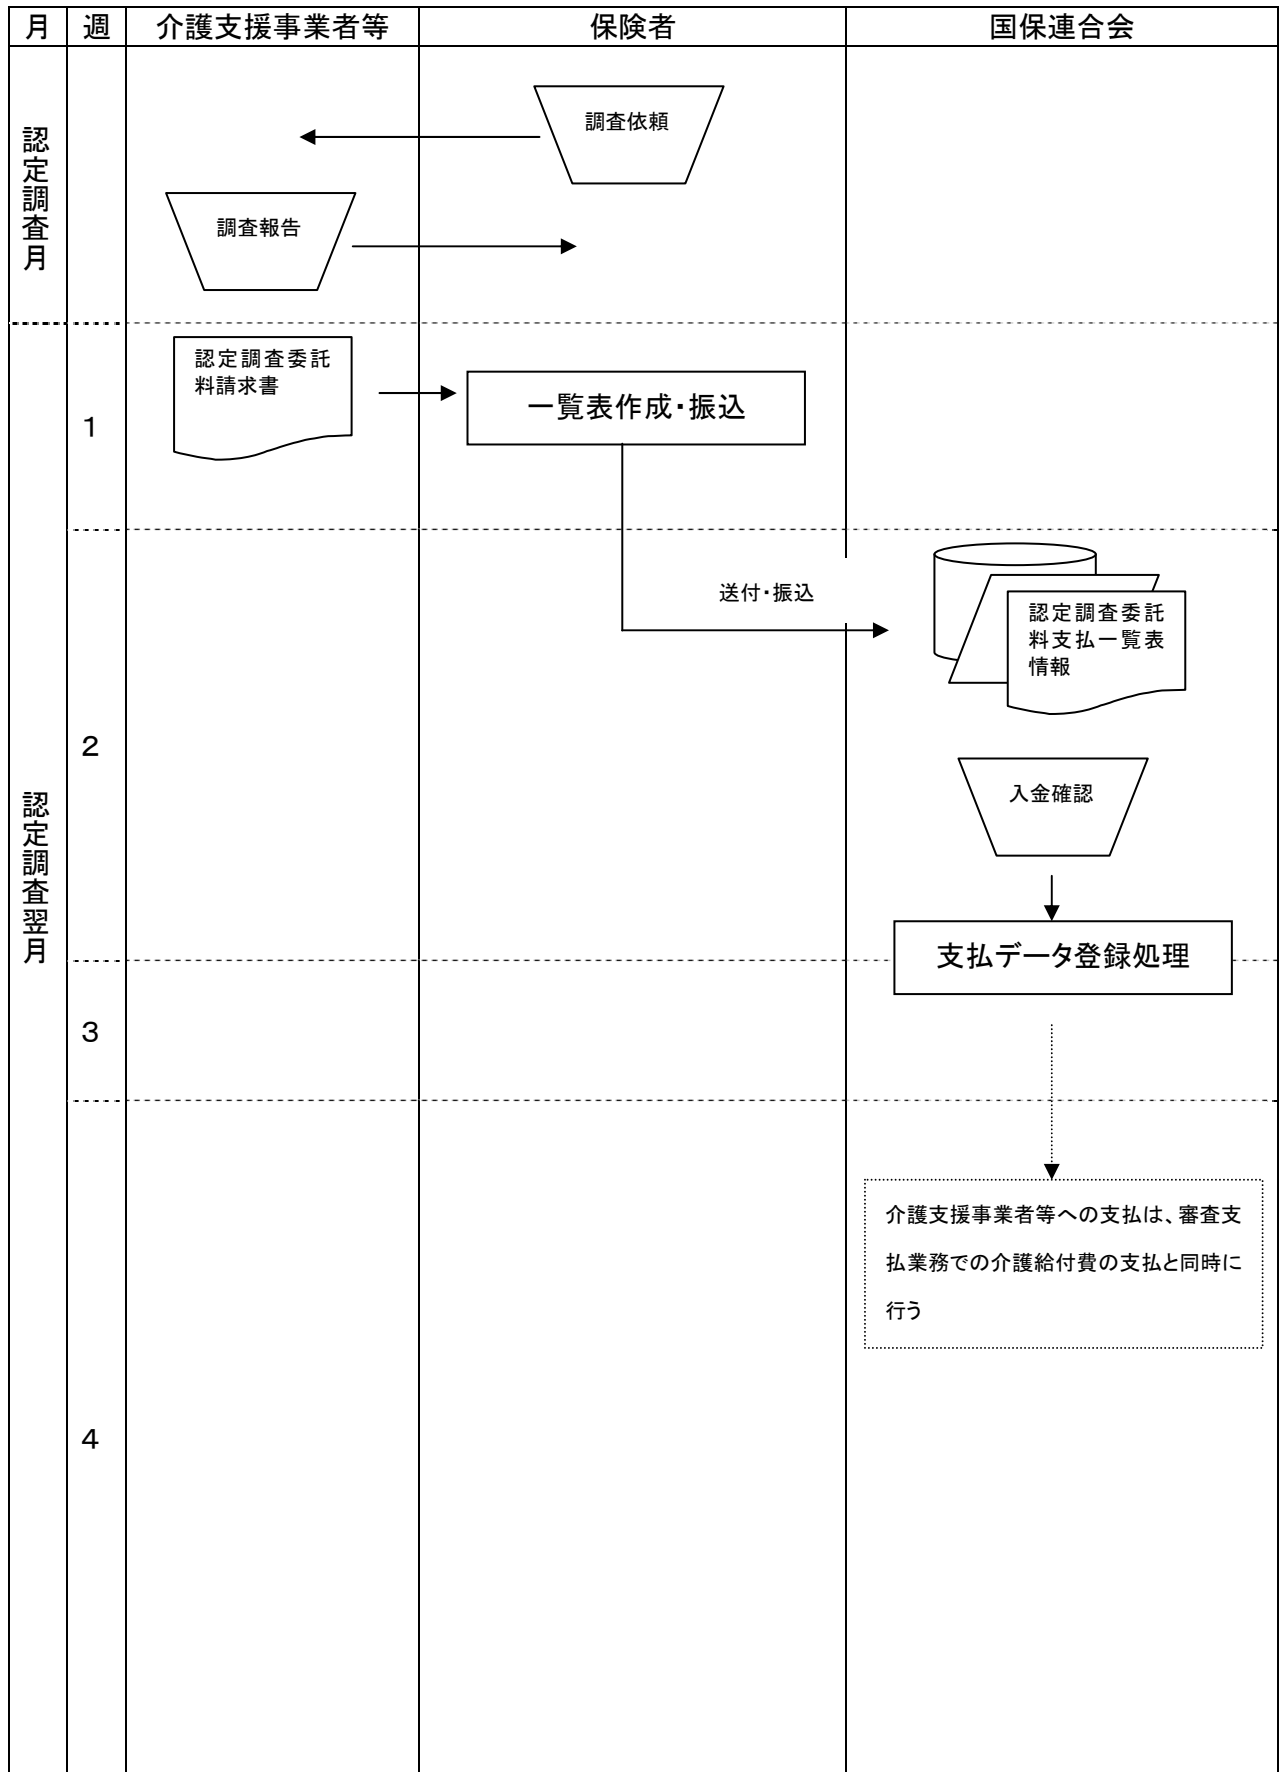 月 週 介護支援事業者等 保険者 国保連合会
認定調査月
調査依頼
調査報告
認定調査翌月
1
認定調査委託
料請求書
一覧表作成・振込
2
送付・振込
認定調査委託
料支払一覧表
情報
入金確認
支払データ登録処理
3
4
介護支援事業者等への支払は、審査支
払業務での介護給付費の支払と同時に
行う